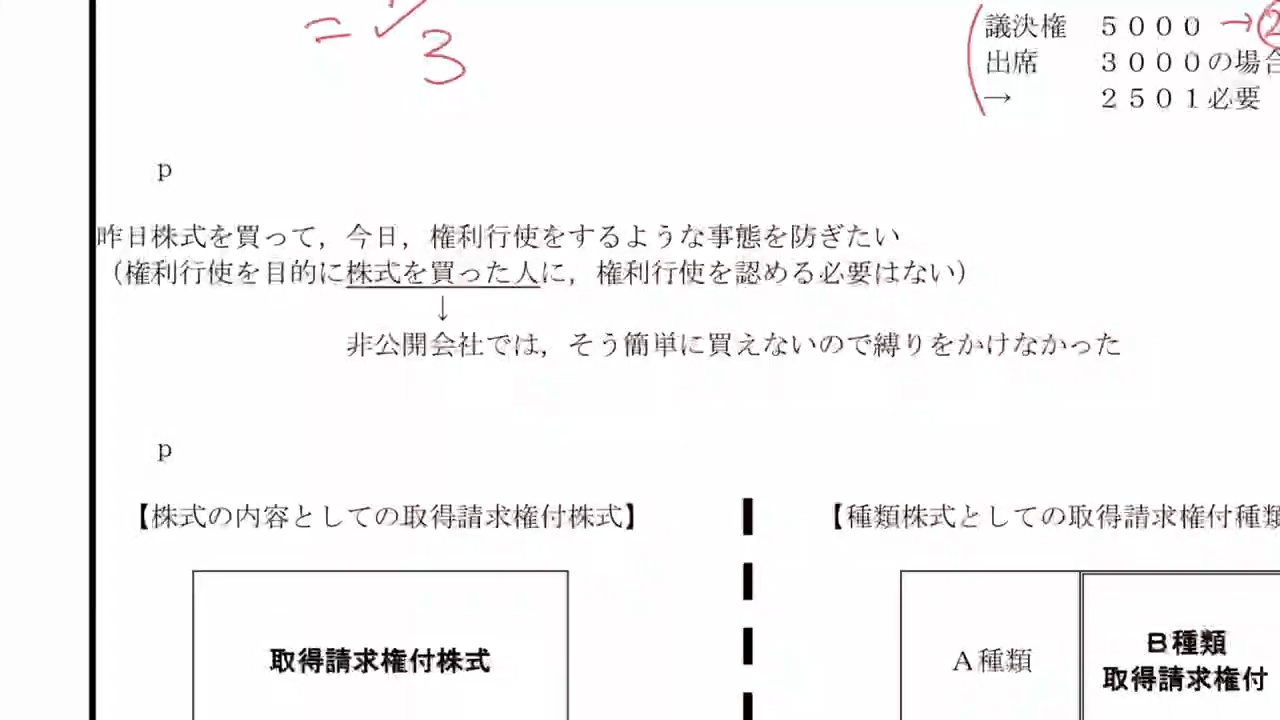 = 1/3
議決権　５０００ → ②
出席　３０００の場合
→　２５０１必要
p
昨日株式を買って，今日，権利行使をするような事態を防ぎたい
（権利行使を目的に株式を買った人に，権利行使を認める必要はない）
↓
非公開会社では，そう簡単に買えないので縛りをかけなかった
p
【株式の内容としての取得請求権付株式】
【種類株式としての取得請求権付種類
取得請求権付株式
Ａ種類
Ｂ種類
取得請求権付